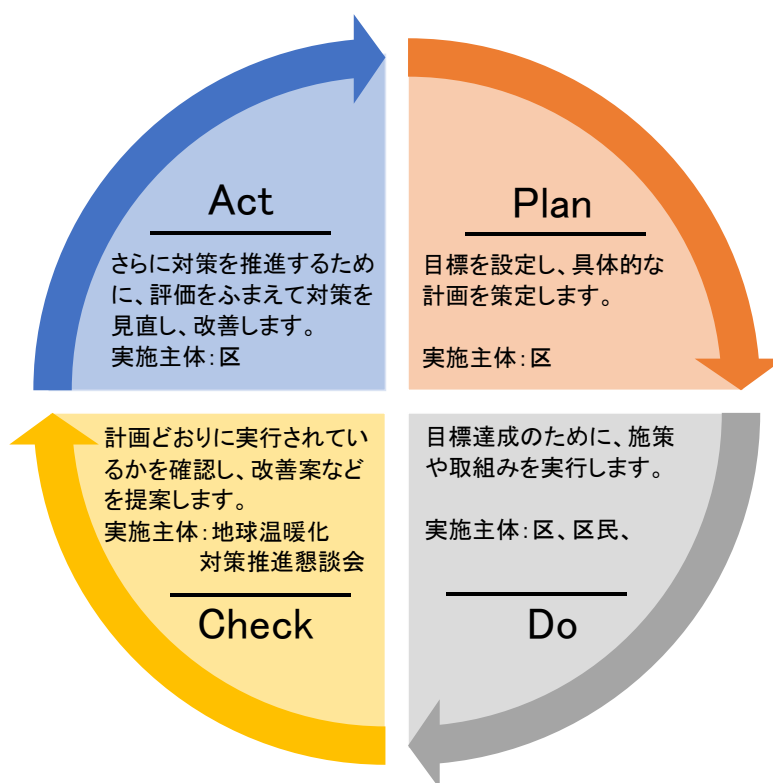 Act
さらに対策を推進するため
に、評価をふまえて対策を
見直し、改善します。
実施主体：区
Plan
目標を設定し、具体的な
計画を策定します。
実施主体：区
計画どおりに実行されてい
るかを確認し、改善案など
を提案します。
実施主体：地球温暖化
対策推進懇談会
Check
目標達成のために、施策
や取組みを実行します。
実施主体：区、区民、
Do